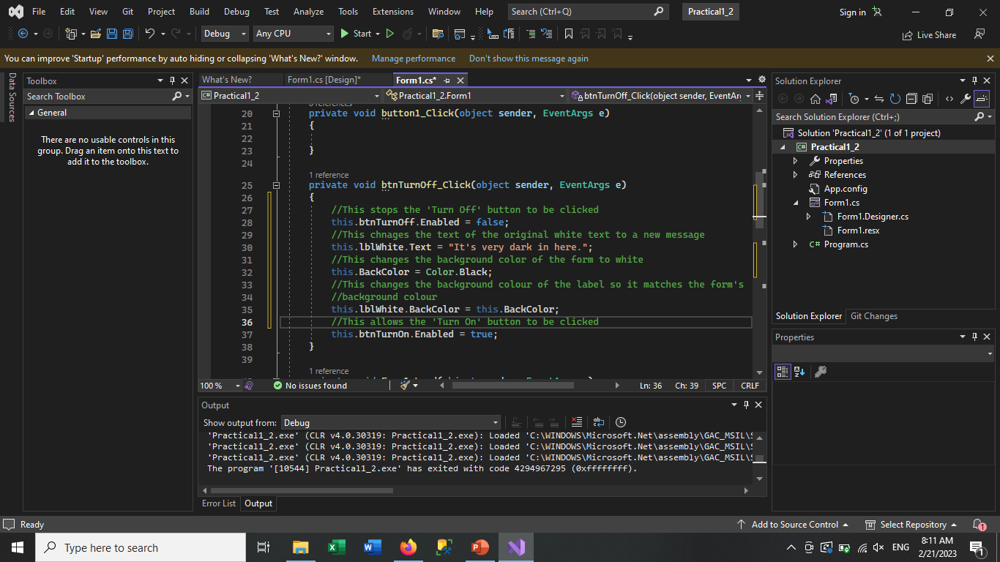 File Edit View Git Project Build Debug Test Analyze Tools Extensions Window Help Search (Ctrl+Q) Practical1_2 Sign in
Debug Any CPU Start Live Share
You can improve 'Startup' performance by auto hiding or collapsing 'What's New?' window. Manage performance Don't show this message again
Data Sources
Toolbox
Search Toolbox
General
There are no usable controls in this
group. Drag an item onto this text to
add it to the toolbox.
What's New? Form1.cs [Design]* Form1.cs*
Practical1_2 Practical1_2.Form1 btnTurnOff_Click(object sender, EventArg
20 private void button1_Click(object sender, EventArgs e)
21 {
22
23 }
24
1 reference
25 private void btnTurnOff_Click(object sender, EventArgs e)
26 {
27 //This stops the 'Turn Off' button to be clicked
28 this.btnTurnOff.Enabled = false;
29 //This chnages the text of the original white text to a new message
30 this.lblWhite.Text = "It's very dark in here.";
31 //This changes the background color of the form to white
32 this.BackColor = Color.Black;
33 //This changes the background colour of the label so it matches the form's
34 //background colour
35 this.lblWhite.BackColor = this.BackColor;
36 //This allows the 'Turn On' button to be clicked
37 this.btnTurnOn.Enabled = true;
38 }
39
1 reference
100 % No issues found Ln: 36 Ch: 39 SPC CRLF
Output
Show output from: Debug
'Practical1_2.exe' (CLR v4.0.30319: Practical1_2.exe): Loaded 'C:\WINDOWS\Microsoft.Net\assembly\GAC_MSIL\S
'Practical1_2.exe' (CLR v4.0.30319: Practical1_2.exe): Loaded 'C:\WINDOWS\Microsoft.Net\assembly\GAC_MSIL\S
'Practical1_2.exe' (CLR v4.0.30319: Practical1_2.exe): Loaded 'C:\WINDOWS\Microsoft.Net\assembly\GAC_MSIL\S
The program '[10544] Practical1_2.exe' has exited with code 4294967295 (0xffffffff).
Error List Output
Solution Explorer
Search Solution Explorer (Ctrl+;)
Solution 'Practical1_2' (1 of 1 project)
C# Practical1_2
Properties
References
App.config
Form1.cs
Form1.Designer.cs
Form1.resx
C# Program.cs
Solution Explorer Git Changes
Properties
Ready Add to Source Control Select Repository 1
Type here to search ENG 8:11 AM
2/21/2023 1